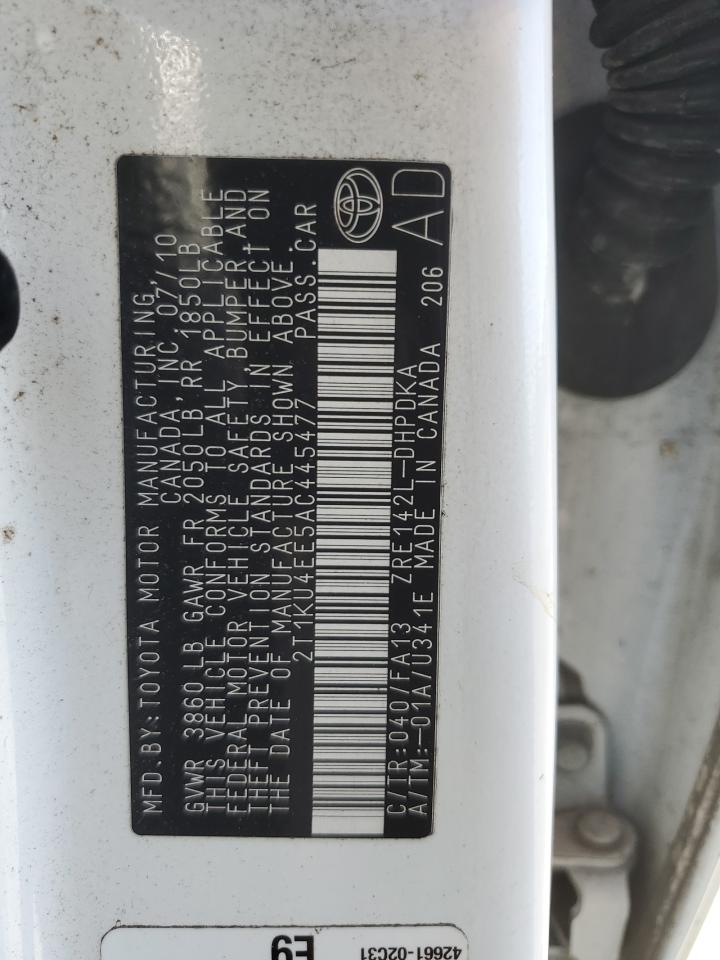 MFD.BY:TOYOTA MOTOR MANUFACTURING,
CANADA,INC.07/10
GVWR 3860 LB GAWR FR 2050LB,RR 1850LB
THIS VEHICLE CONFORMS TO ALL APPLICABLE
FEDERAL MOTOR VEHICLE SAFETY BUMPER,AND
THEFT PREVENTION STANDARDS IN EFFECT ON
THE DATE OF MANUFACTURE SHOWN ABOVE.
2T1KU4EE5AC445477 PASS.CAR
C/TR:040/FA13 ZRE142L-DHPDKA
A/TM:-01A/U341E MADE IN CANADA 206
AD
E9
42661-02C31